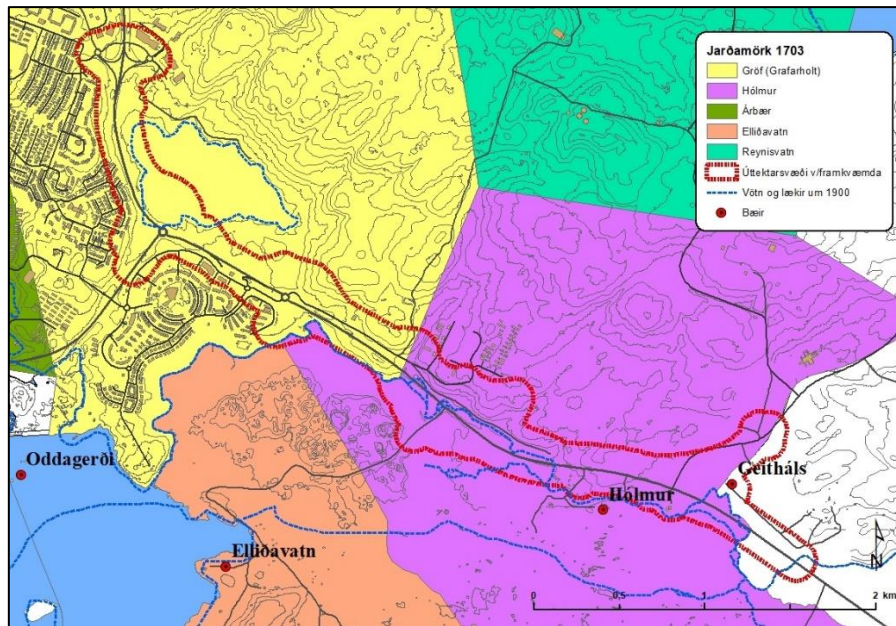 Jarðamörk 1703
Gröf (Grafarholt)
Hólmur
Árbær
Elliðavatn
Reynisvatn
Úttektarsvæði v/framkvæmda
Vötn og lækir um 1900
Bæir
Oddagerði
Geitháls
Hólmur
Elliðavatn
N
0 0,5 1 2 km